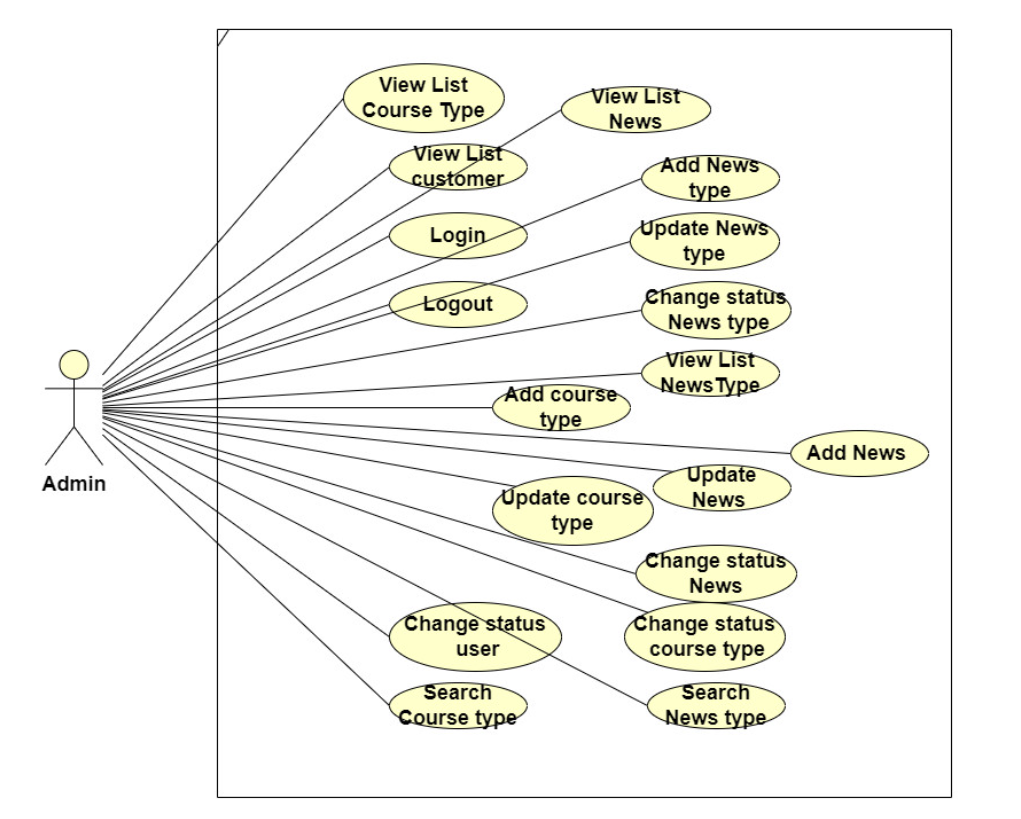 View List
Course Type
View List
News
View List
customer
Add News
type
Login
Update News
type
Logout
Change status
News type
View List
NewsType
Add course
type
Add News
Admin
Update
News
Update course
type
Change status
News
Change status
user
Change status
course type
Search
Course type
Search
News type